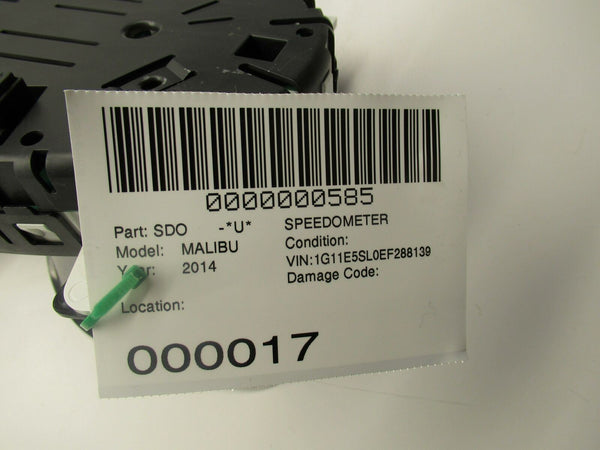 0000000585
Part: SDO -*U* SPEEDOMETER
Model: MALIBU Condition:
Year: 2014 VIN:1G11E5SL0EF288139
Damage Code:
Location:
000017